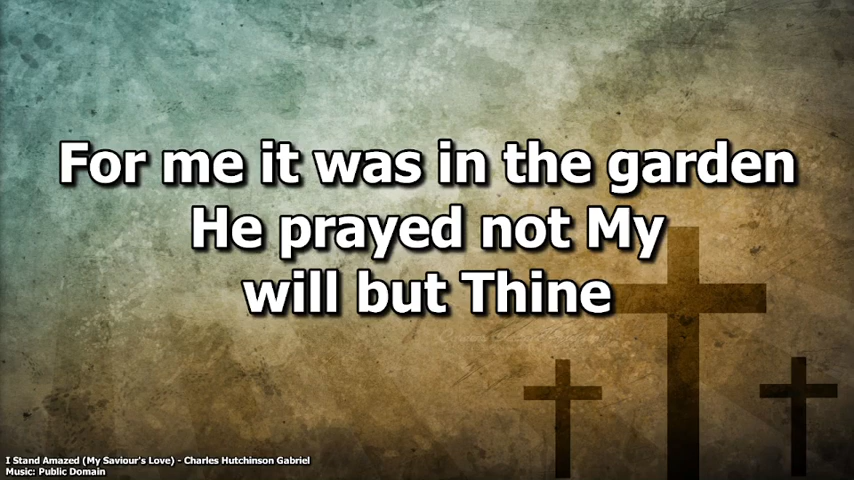 For me it was in the garden
He prayed not My
will but Thine
I Stand Amazed (My Saviour's Love) - Charles Hutchinson Gabriel
Music: Public Domain